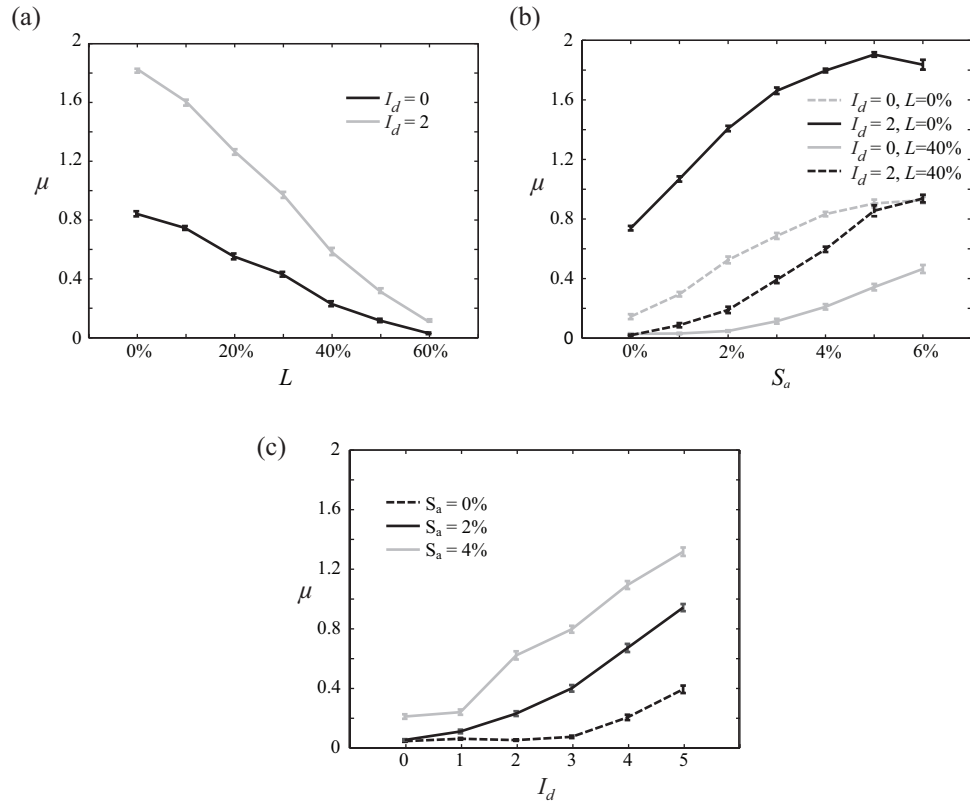 (a)
2
1.6
1.2
0.8
0.4
0
μ
I_d = 0
I_d = 2
0% 20% 40% 60%
L
(b)
2
1.6
1.2
0.8
0.4
0
μ
I_d = 0, L=0%
I_d = 2, L=0%
I_d = 0, L=40%
I_d = 2, L=40%
0% 2% 4% 6%
S_a
(c)
2
1.6
1.2
0.8
0.4
0
μ
S_a = 0%
S_a = 2%
S_a = 4%
0 1 2 3 4 5
I_d